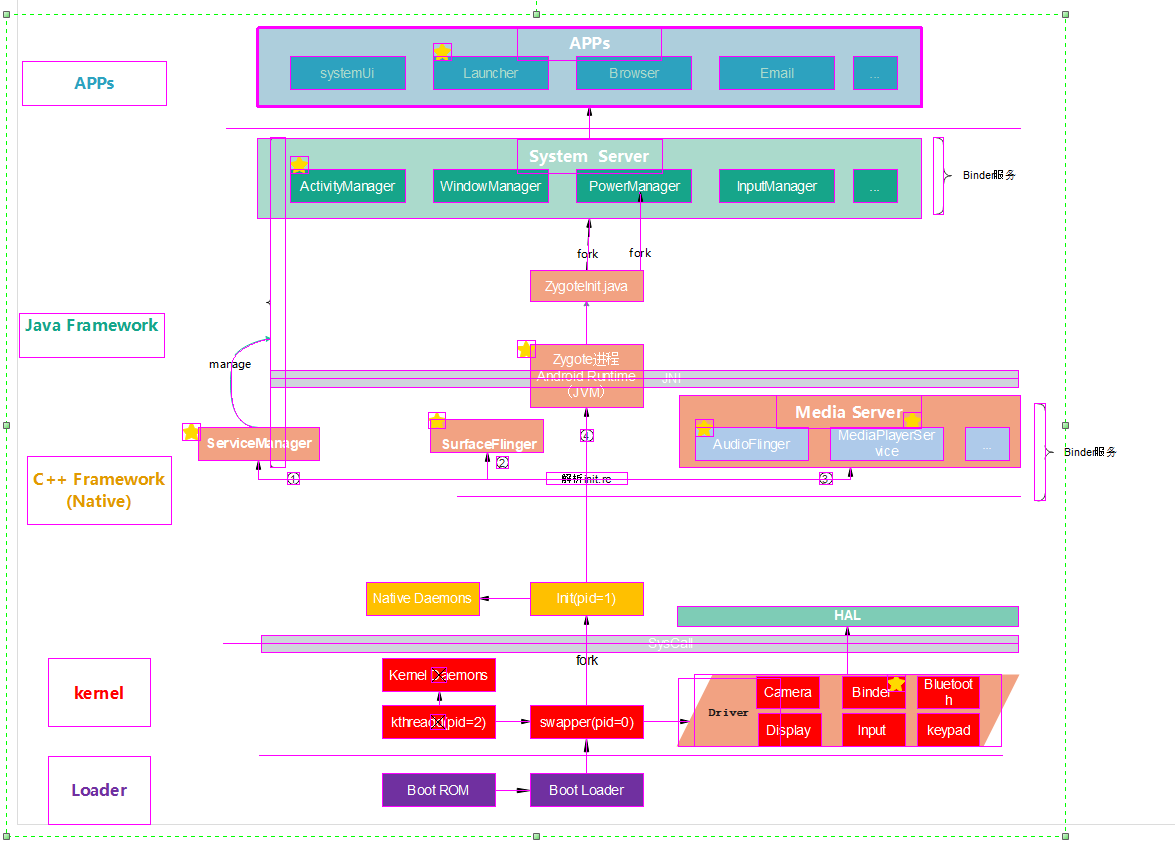 APPs
APPs
systemUi
Launcher
Browser
Email
...
System Server
ActivityManager
WindowManager
PowerManager
InputManager
...
Binder服务
fork
fork
ZygoteInit.java
Java Framework
manage
Zygote进程
Android Runtime
（JVM）
JNI
Media Server
ServiceManager
SurfaceFlinger
AudioFlinger
MediaPlayerSer
vice
...
Binder服务
4
2
1
解析init.rc
3
C++ Framework
(Native)
Native Daemons
Init(pid=1)
HAL
SysCall
fork
kernel
Kernel Daemons
kthread(pid=2)
swapper(pid=0)
Driver
Camera
Binder
Bluetoot
h
Display
Input
keypad
Loader
Boot ROM
Boot Loader